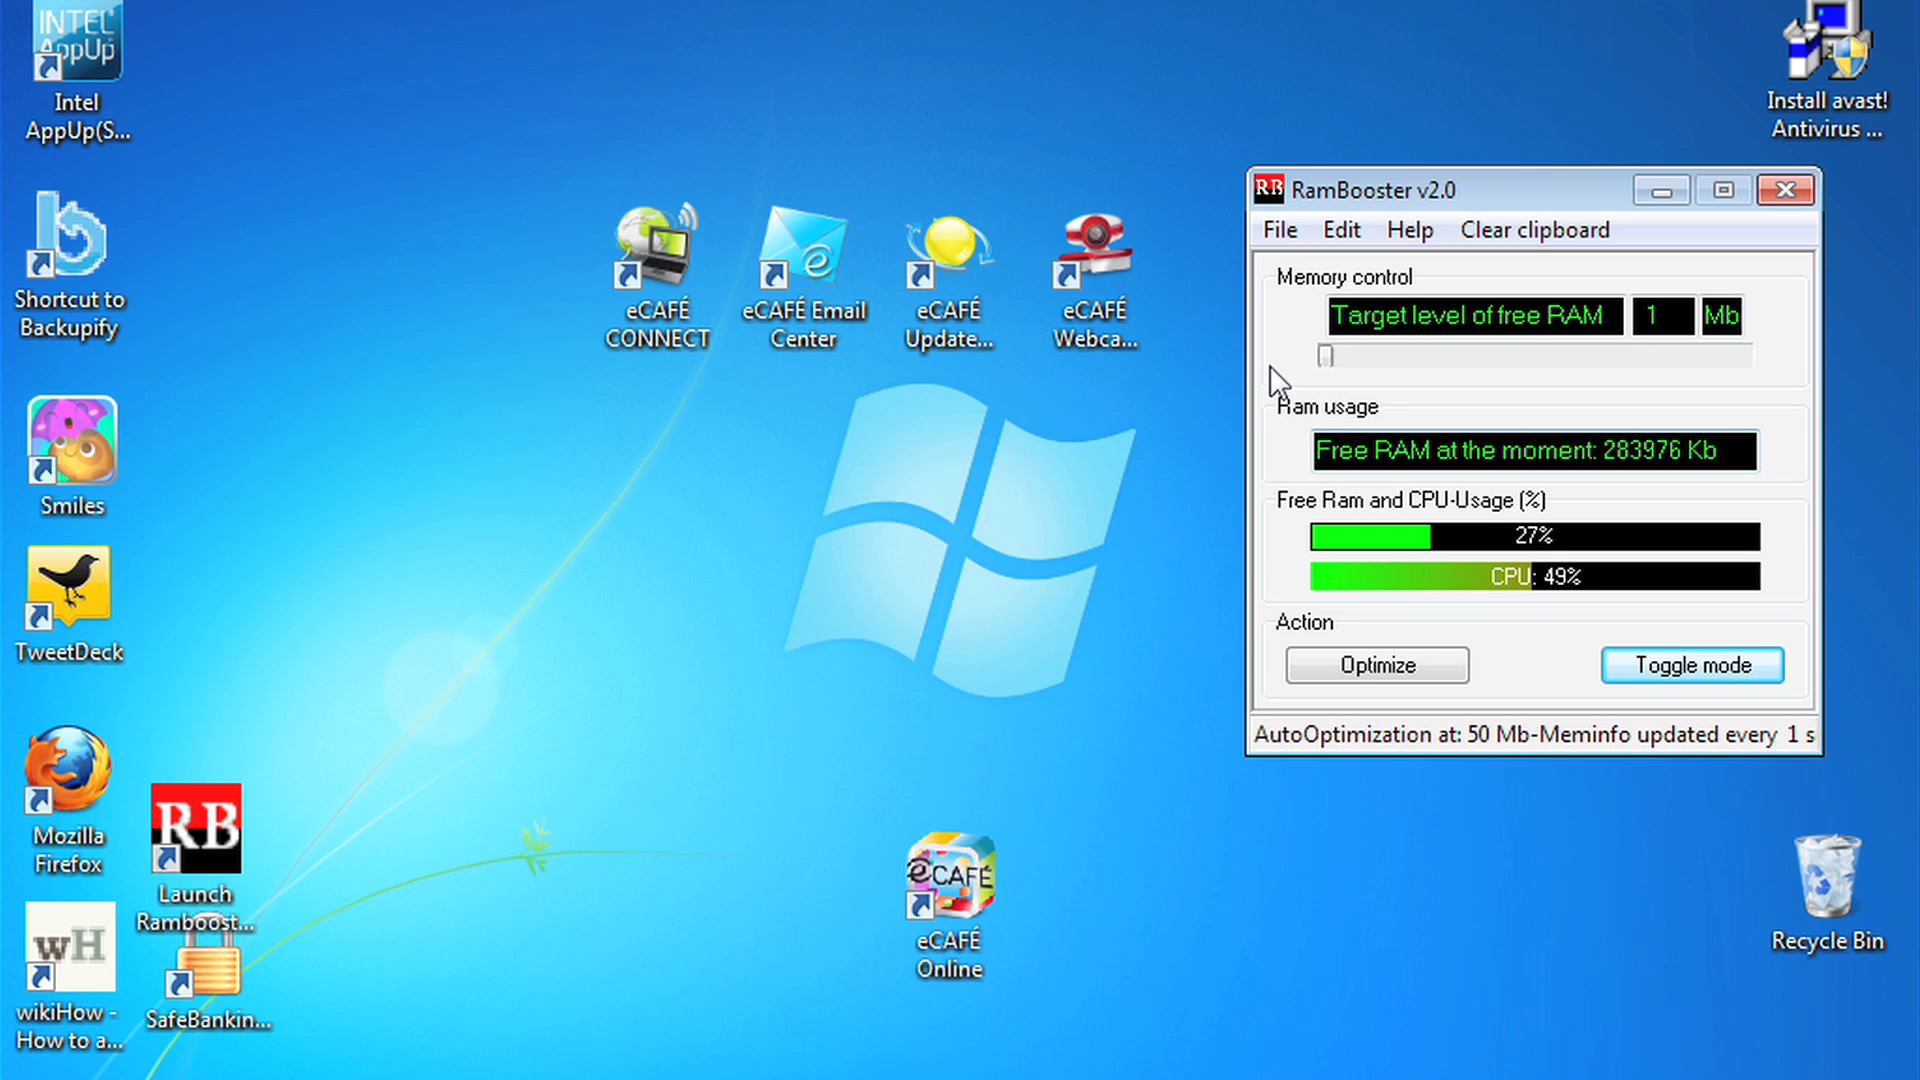 INTEL
AppUp
Intel
AppUp(S...
Install avast!
Antivirus ...
Shortcut to
Backupify
eCAFÉ
CONNECT
eCAFÉ Email
Center
eCAFÉ
Update...
eCAFÉ
Webca...
RB RamBooster v2.0
File Edit Help Clear clipboard
Memory control
Target level of free RAM 1 Mb
Ram usage
Free RAM at the moment: 283976 Kb
Free Ram and CPU-Usage (%)
27%
CPU: 49%
Action
Optimize Toggle mode
AutoOptimization at: 50 Mb-Meminfo updated every 1 s
Smiles
TweetDeck
Mozilla
Firefox
RB
Launch
Ramboost...
wH
wikiHow -
How to a...
SafeBankin...
eCAFÉ
eCAFÉ
Online
Recycle Bin